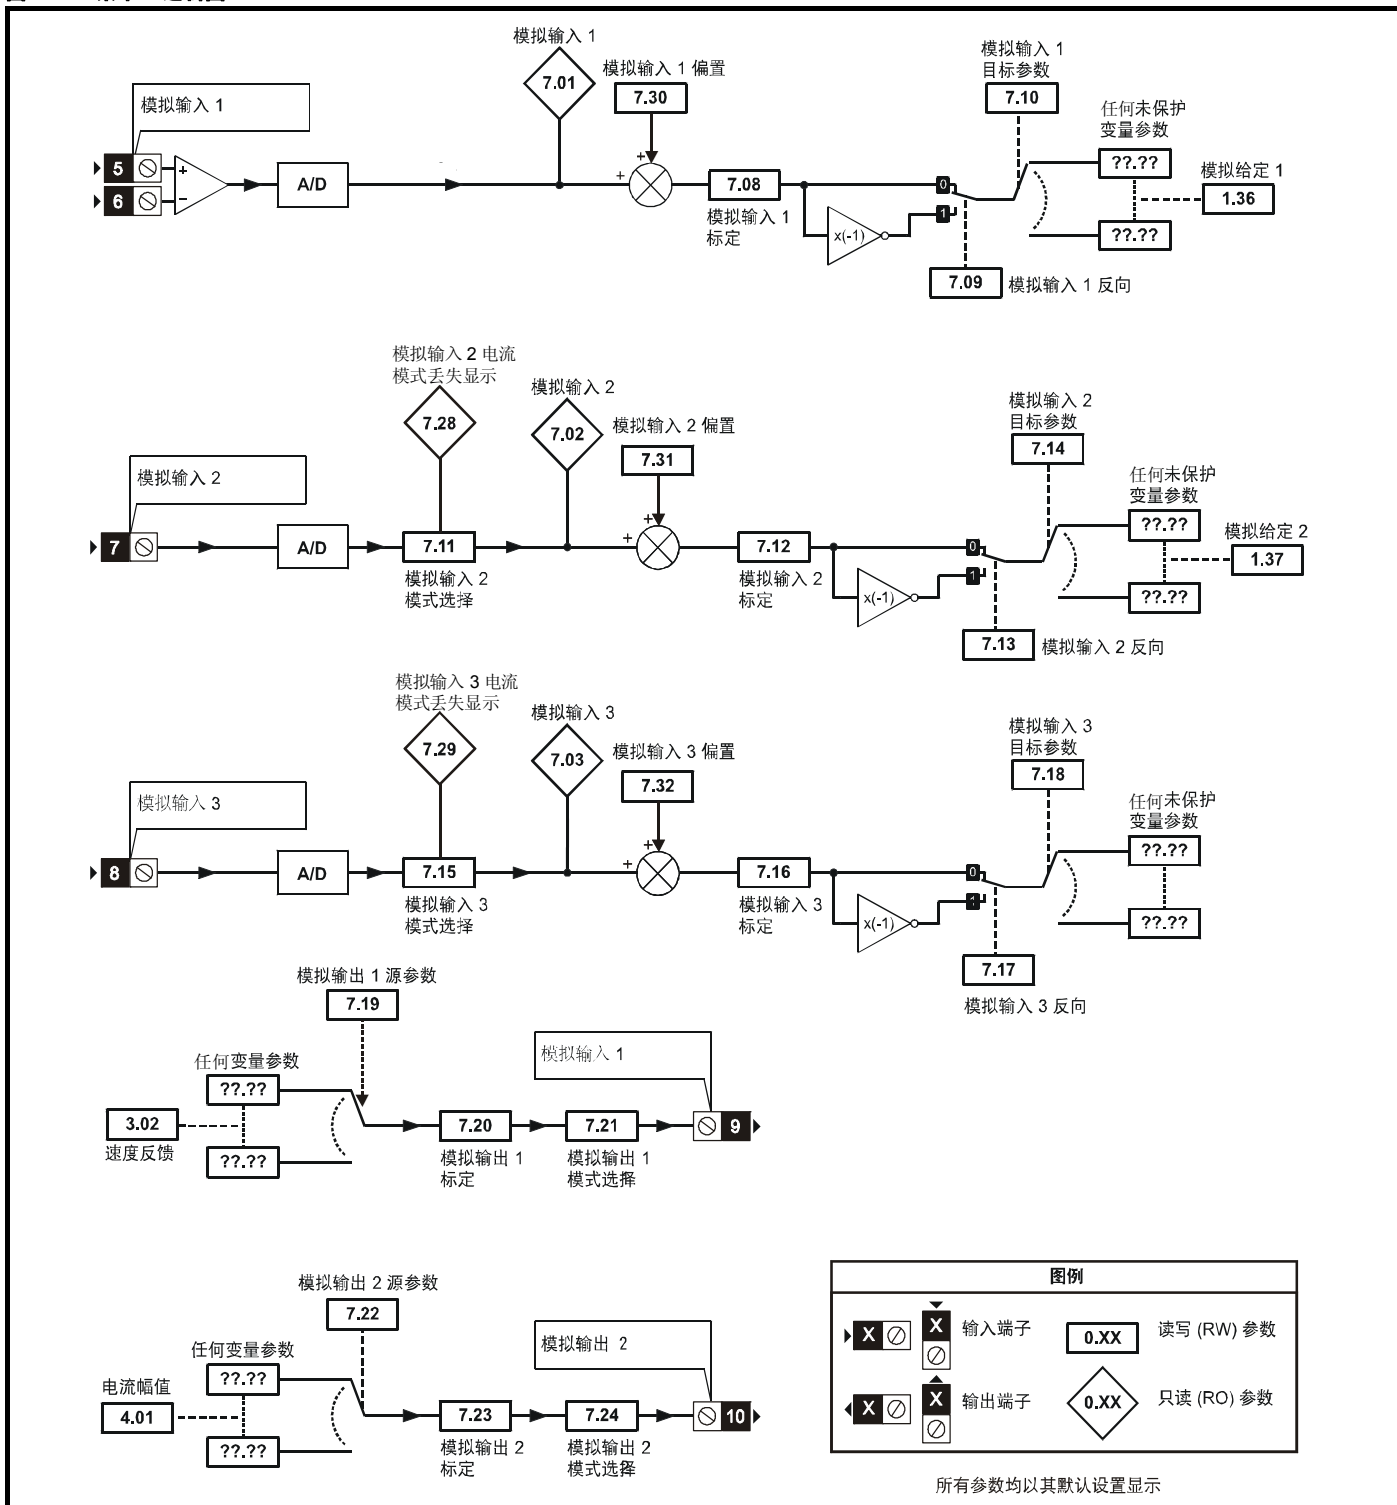 模拟输入 1
7.01
模拟输入 1 偏置
7.30
模拟输入 1
目标参数
7.10
任何未保护
变量参数
模拟输入 1
5
6
+
−
A/D
+
+
7.08
模拟输入 1
标定
x(-1)
0
1
7.09
模拟输入 1 反向
??.??
??.??
模拟给定 1
1.36
模拟输入 2 电流
模式丢失显示
7.28
模拟输入 2
7.02
模拟输入 2 偏置
7.31
模拟输入 2
目标参数
7.14
任何未保护
变量参数
模拟输入 2
7
A/D
7.11
模拟输入 2
模式选择
+
+
7.12
模拟输入 2
标定
x(-1)
0
1
7.13
模拟输入 2 反向
??.??
??.??
模拟给定 2
1.37
模拟输入 3 电流
模式丢失显示
7.29
模拟输入 3
7.03
模拟输入 3 偏置
7.32
模拟输入 3
目标参数
7.18
任何未保护
变量参数
模拟输入 3
8
A/D
7.15
模拟输入 3
模式选择
+
+
7.16
模拟输入 3
标定
x(-1)
0
1
7.17
模拟输入 3 反向
??.??
??.??
模拟输出 1 源参数
7.19
任何变量参数
??.??
3.02
速度反馈
??.??
7.20
模拟输出 1
标定
7.21
模拟输出 1
模式选择
模拟输入 1
9
模拟输出 2 源参数
7.22
任何变量参数
??.??
电流幅值
4.01
??.??
7.23
模拟输出 2
标定
7.24
模拟输出 2
模式选择
模拟输出 2
10
图例
X
X
输入端子
0.XX
读写 (RW) 参数
X
X
输出端子
0.XX
只读 (RO) 参数
所有参数均以其默认设置显示